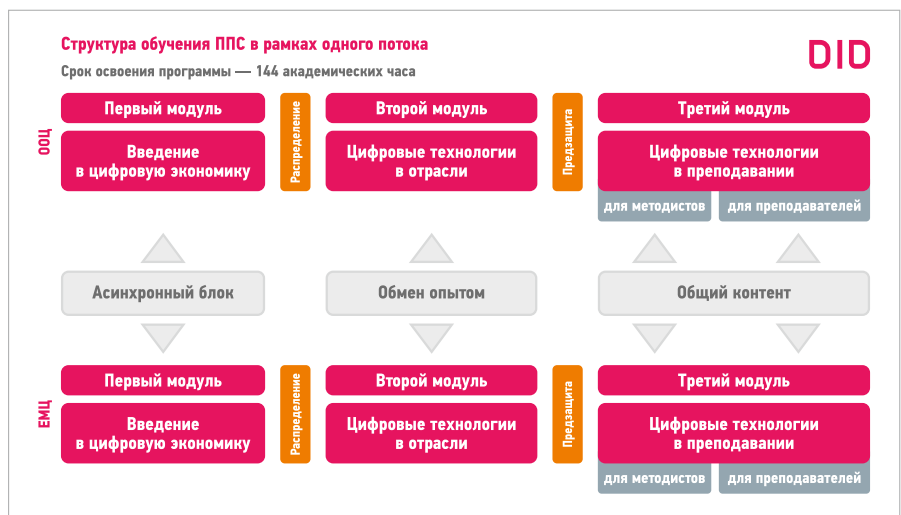 Структура обучения ППС в рамках одного потока
Срок освоения программы — 144 академических часа
DID
ООЦ
Первый модуль
Введение
в цифровую экономику
Распределение
Второй модуль
Цифровые технологии
в отрасли
Предзащита
Третий модуль
Цифровые технологии
в преподавании
для методистов
для преподавателей
Асинхронный блок
Обмен опытом
Общий контент
ЕМЦ
Первый модуль
Введение
в цифровую экономику
Распределение
Второй модуль
Цифровые технологии
в отрасли
Предзащита
Третий модуль
Цифровые технологии
в преподавании
для методистов
для преподавателей